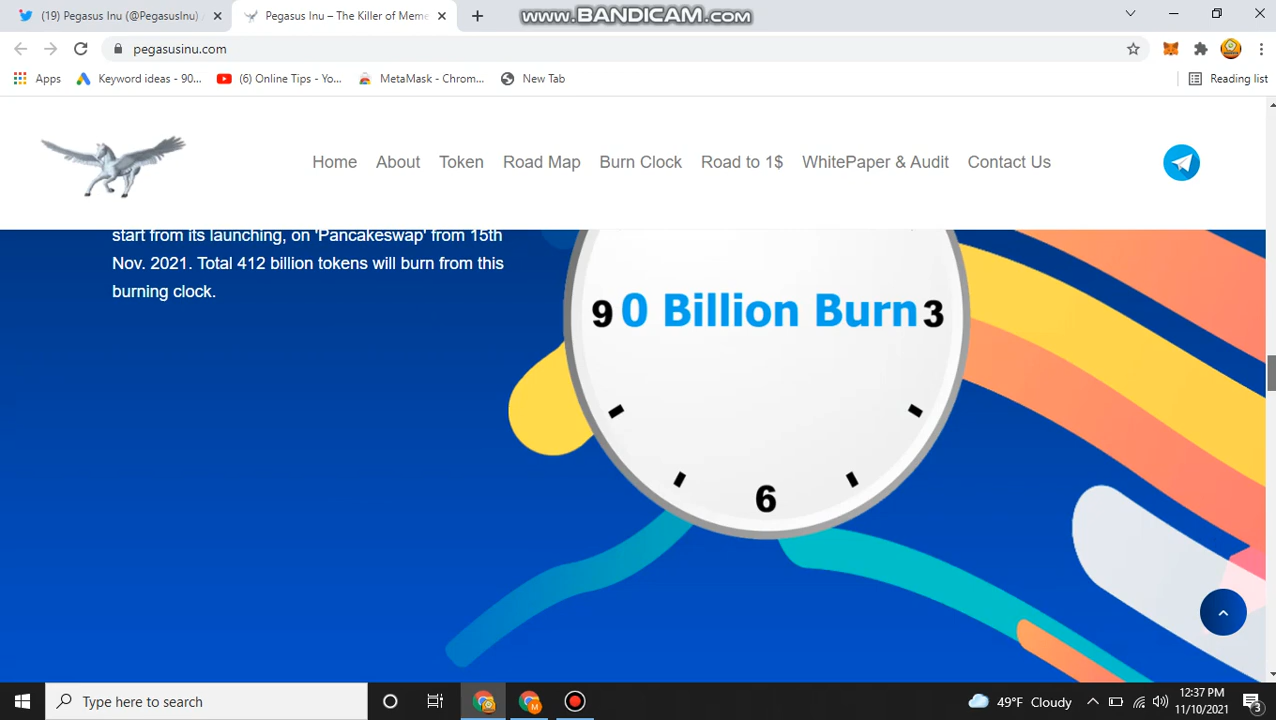 www.BANDICAM.com
(19) Pegasus Inu (@PegasusInu)
Pegasus Inu – The Killer of Meme
pegasusinu.com
Apps
Keyword ideas - 90...
(6) Online Tips - Yo...
MetaMask - Chrom...
New Tab
Reading list
Home
About
Token
Road Map
Burn Clock
Road to 1$
WhitePaper & Audit
Contact Us
start from its launching, on 'Pancakeswap' from 15th
Nov. 2021. Total 412 billion tokens will burn from this
burning clock.
9 0 Billion Burn 3
6
Type here to search
49°F Cloudy
12:37 PM
11/10/2021
3